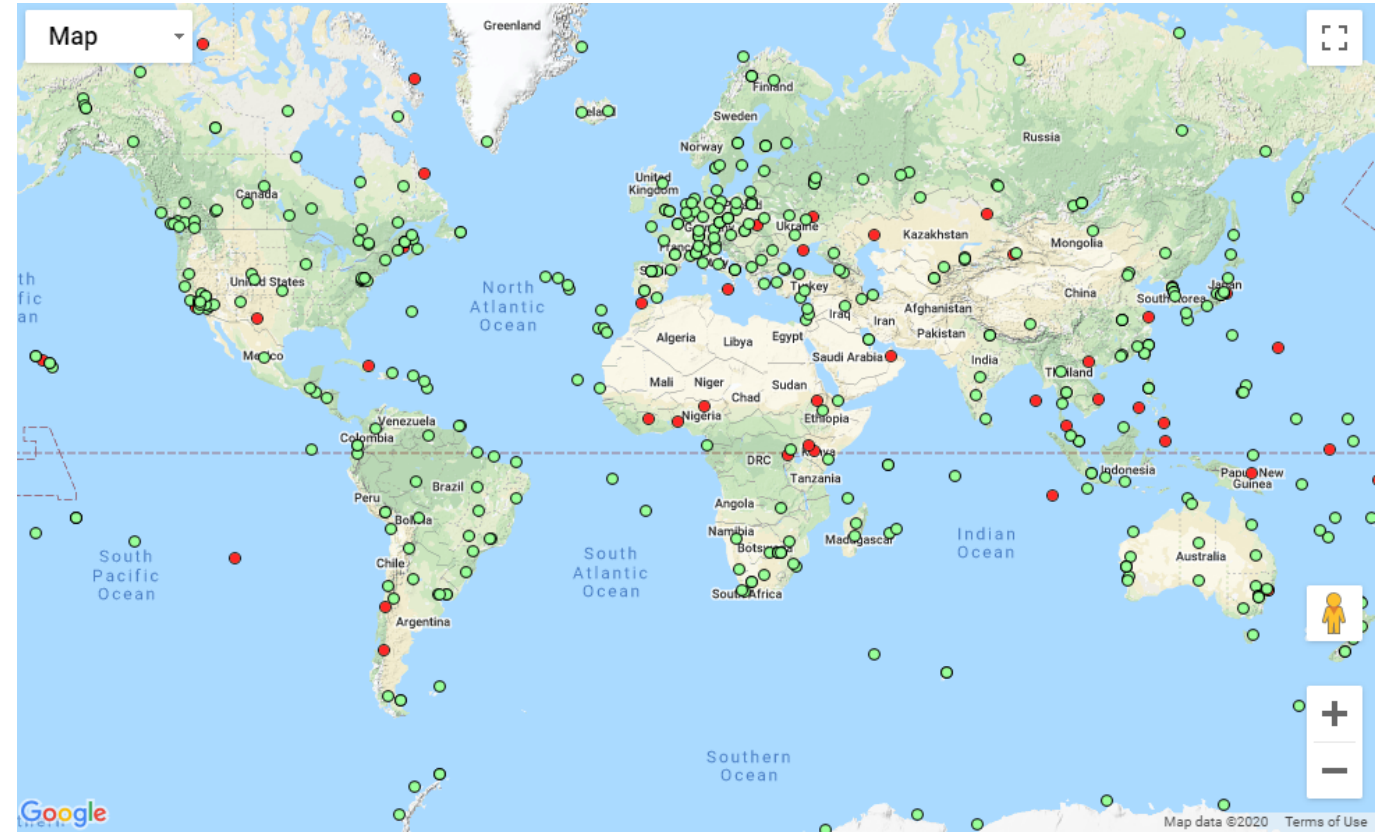 Map
Greenland
Finland
Sweden
Norway
Russia
United
Kingdom
Canada
Ukraine
Kazakhstan
Mongolia
United States
North
Atlantic
Ocean
Turkey
China
South Korea
Japan
Afghanistan
Iraq
Iran
Pakistan
Algeria
Libya
Egypt
Mexico
Saudi Arabia
India
Thailand
Mali
Niger
Sudan
Chad
Nigeria
Ethiopia
Venezuela
Colombia
DRC
Kenya
Tanzania
Indonesia
Papua New
Guinea
Brazil
Peru
Angola
Bolivia
Namibia
Botswana
Madagascar
Indian
Ocean
Australia
South
Pacific
Ocean
South
Atlantic
Ocean
Chile
South Africa
Argentina
Southern
Ocean
Google
Map data ©2020 Terms of Use